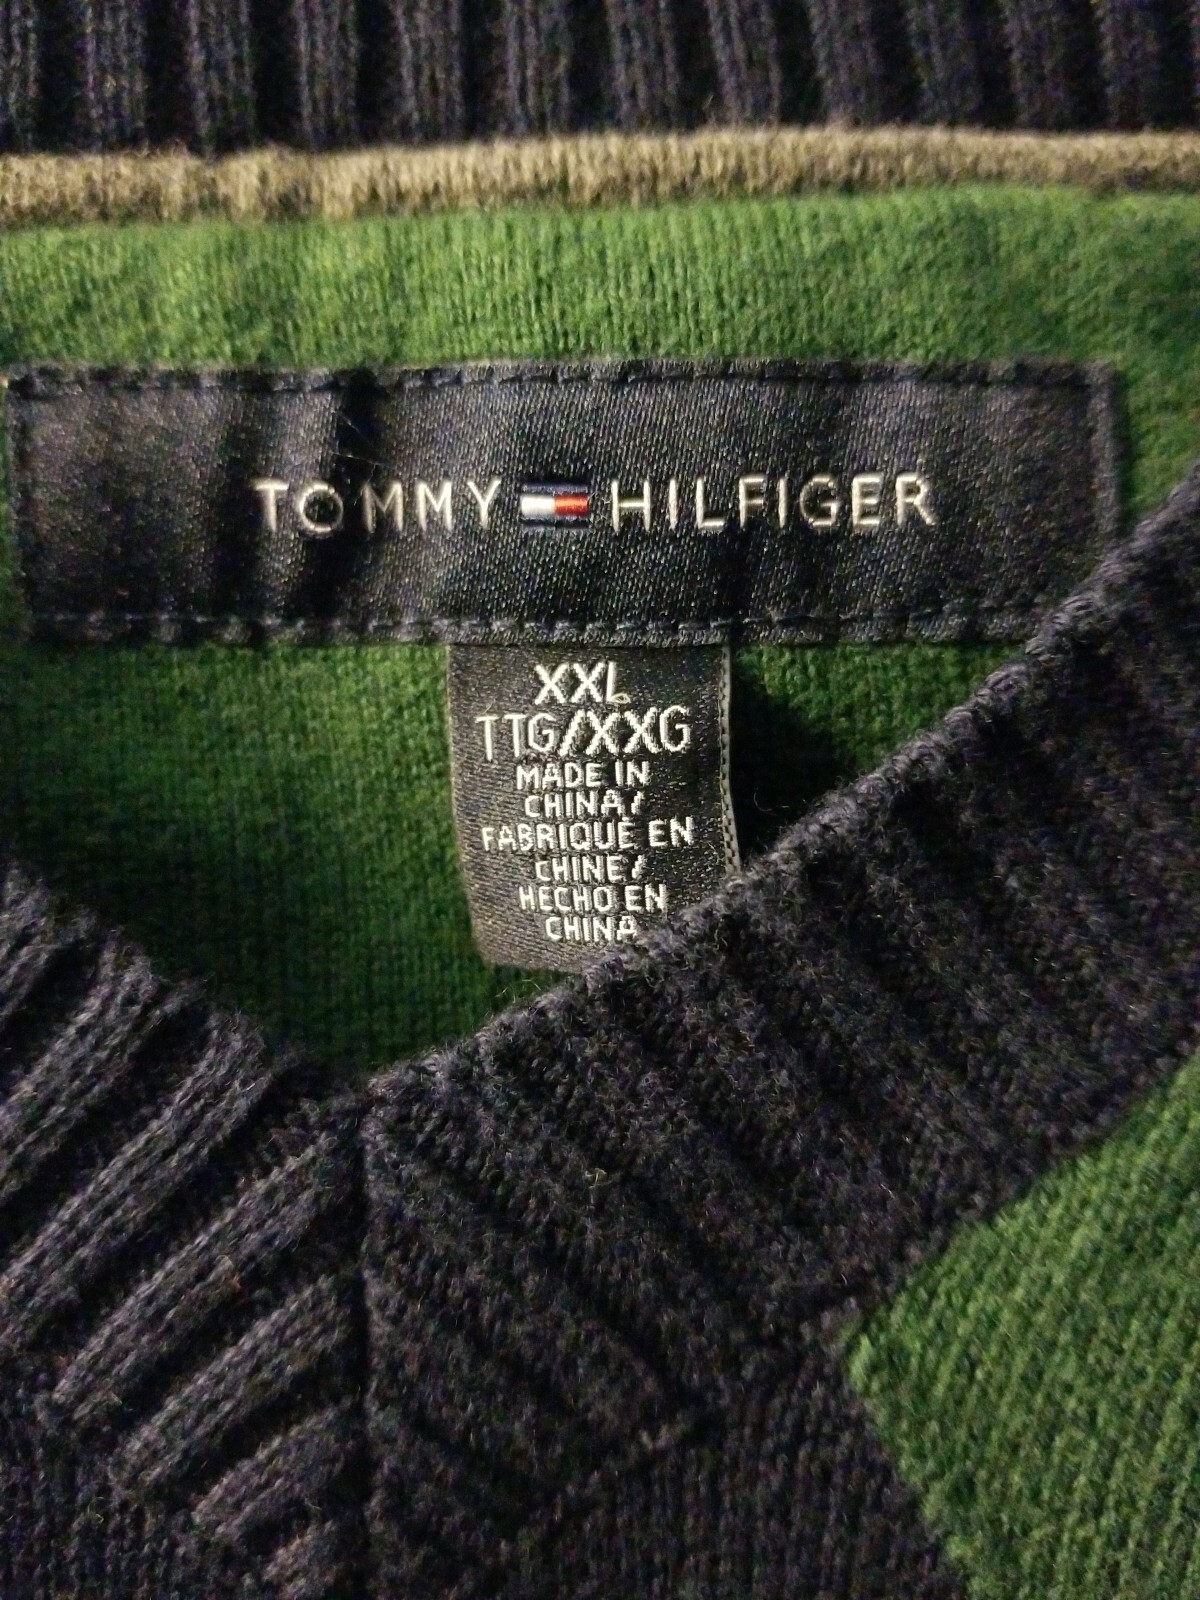 TOMMY HILFIGER
XXL
TTG/XXG
MADE IN
CHINA/
FABRIQUÉ EN
CHINE/
HECHO EN
CHINA